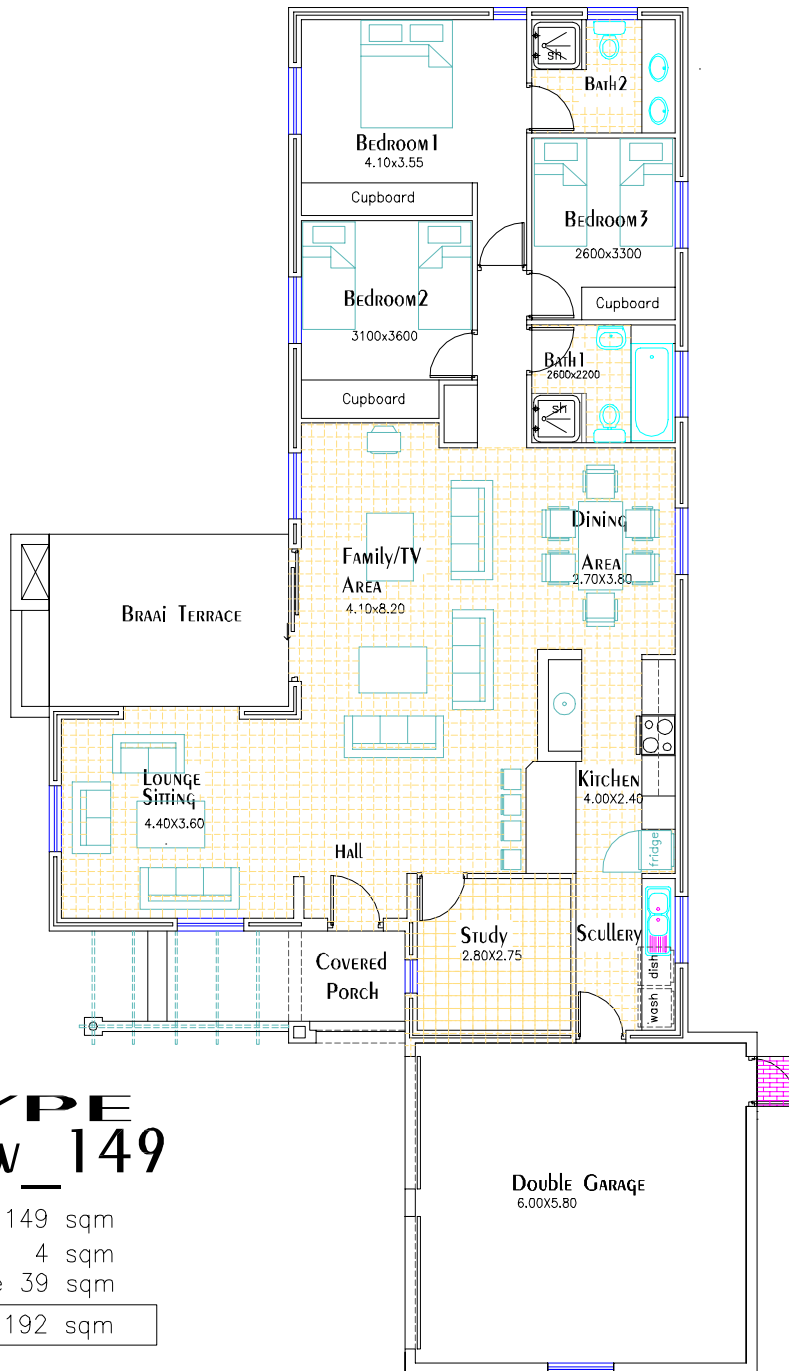 sh
Bath2
Bedroom1
4.10x3.55
Cupboard
Bedroom3
2600x3300
Bedroom2
3100x3600
Cupboard
Bath1
2600x2200
Cupboard
sh
Dining
Area
2.70X3.80
Family/TV
Area
4.10x8.20
Braai Terrace
Lounge
Sitting
4.40X3.60
Kitchen
4.00X2.40
fridge
Hall
Study
2.80X2.75
Scullery
dish
wash
Covered
Porch
YPE
w_149
149 sqm
4 sqm
e 39 sqm
192 sqm
Double Garage
6.00X5.80